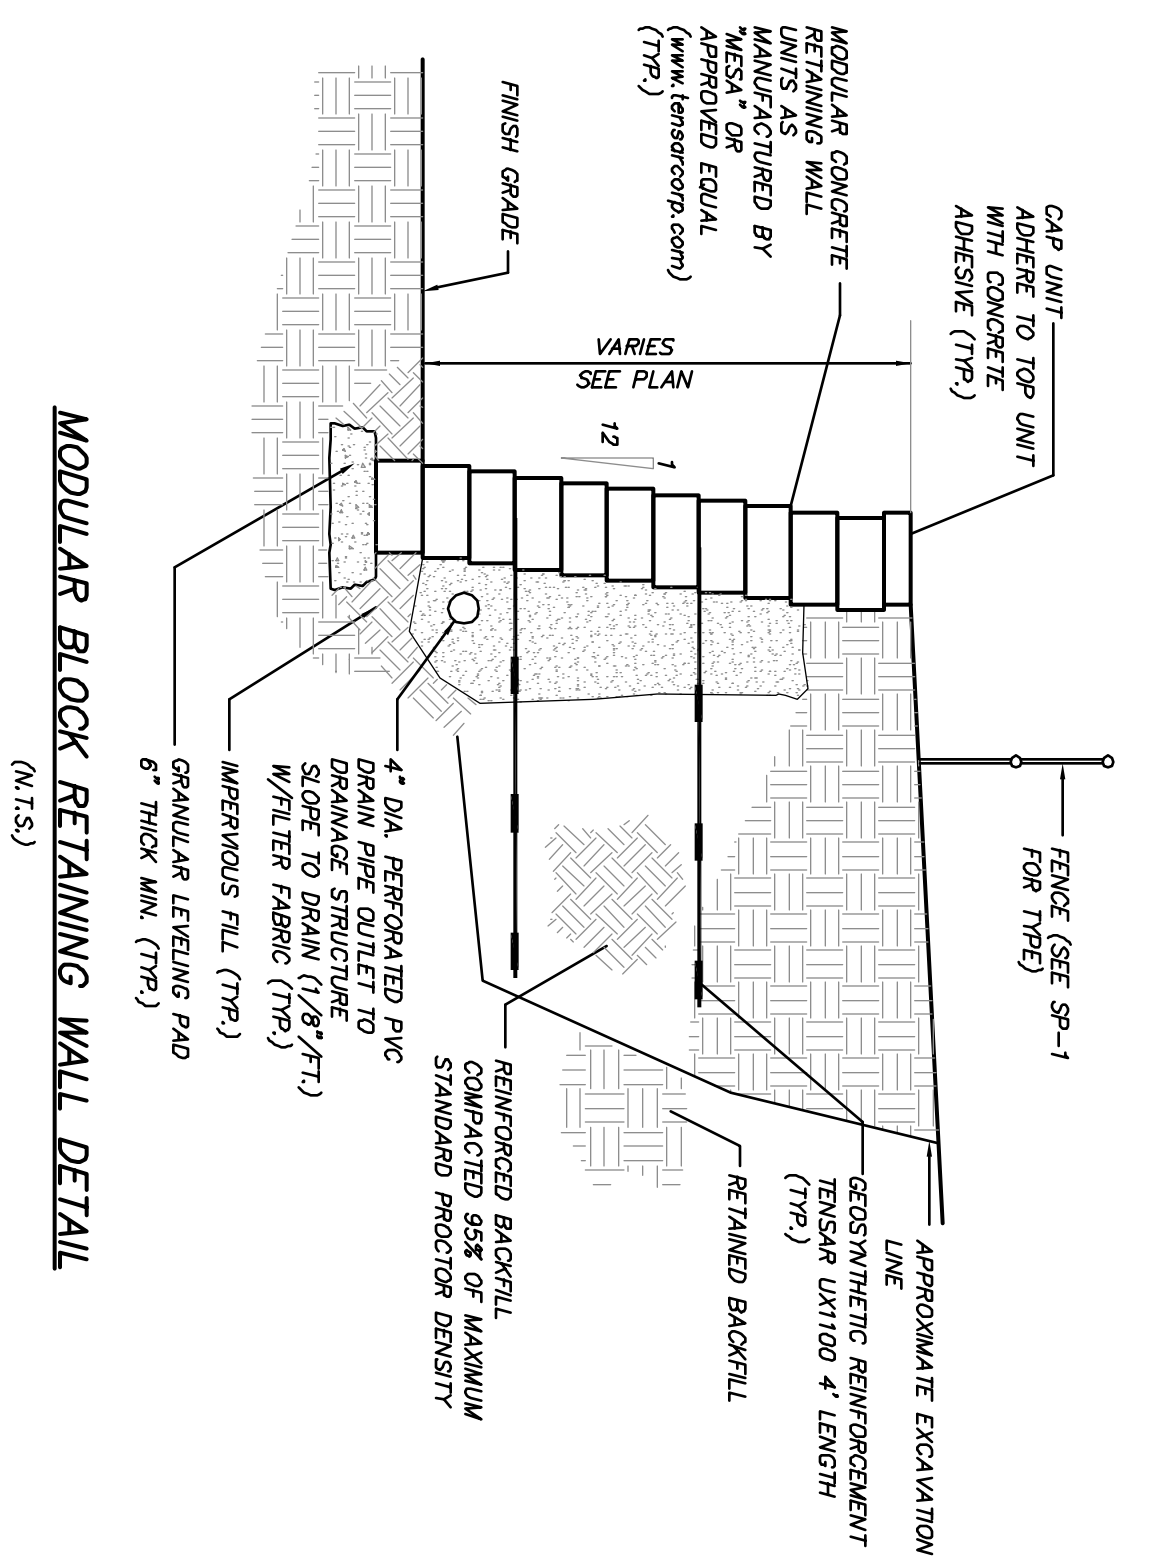 CAP UNIT
ADHERE TO TOP UNIT
WITH CONCRETE
ADHESIVE (TYP.)
MODULAR CONCRETE
RETAINING WALL
UNITS AS
MANUFACTURED BY
"MESA" OR
APPROVED EQUAL
(www.tensarcorp.com)
(TYP.)
FINISH GRADE
VARIES
SEE PLAN
1
12
FENCE (SEE SP-1
FOR TYPE)
APPROXIMATE EXCAVATION
LINE
GEOSYNTHETIC REINFORCEMENT
TENSAR UX1100 4' LENGTH
(TYP.)
RETAINED BACKFILL
REINFORCED BACKFILL
COMPACTED 95% OF MAXIMUM
STANDARD PROCTOR DENSITY
4" DIA. PERFORATED PVC
DRAIN PIPE OUTLET TO
DRAINAGE STRUCTURE
SLOPE TO DRAIN (1/8"/FT.)
W/FILTER FABRIC (TYP.)
IMPERVIOUS FILL (TYP.)
GRANULAR LEVELING PAD
6" THICK MIN. (TYP.)
MODULAR BLOCK RETAINING WALL DETAIL
(N.T.S.)